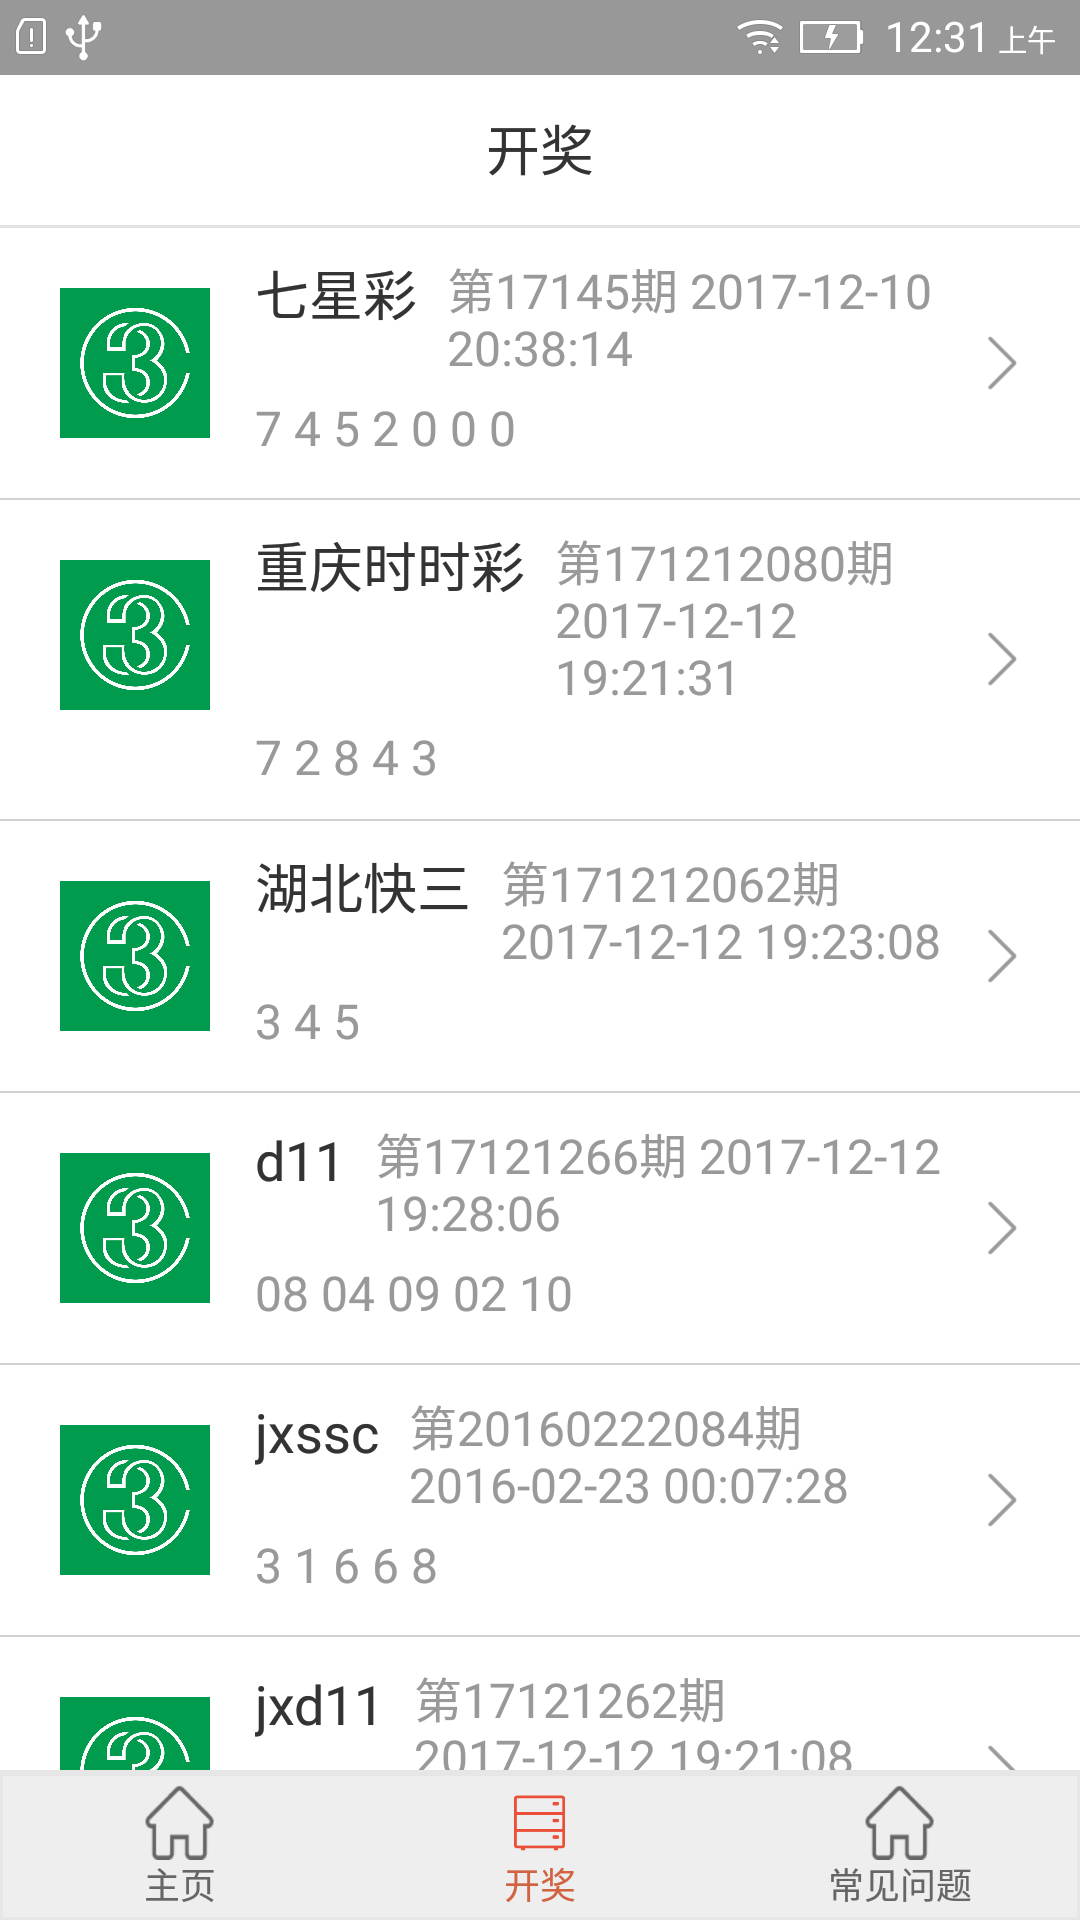 12:31 上午
开奖
七星彩 第17145期 2017-12-10
20:38:14
7 4 5 2 0 0 0
重庆时时彩 第171212080期
2017-12-12
19:21:31
7 2 8 4 3
湖北快三 第171212062期
2017-12-12 19:23:08
3 4 5
d11 第17121266期 2017-12-12
19:28:06
08 04 09 02 10
jxssc 第20160222084期
2016-02-23 00:07:28
3 1 6 6 8
jxd11 第17121262期
2017-12-12 19:21:08
主页 开奖 常见问题